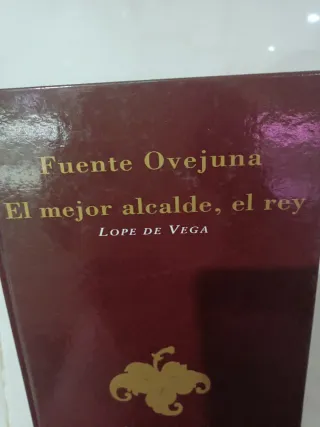 Fuente Ovejuna
El mejor alcalde, el rey
LOPE DE VEGA